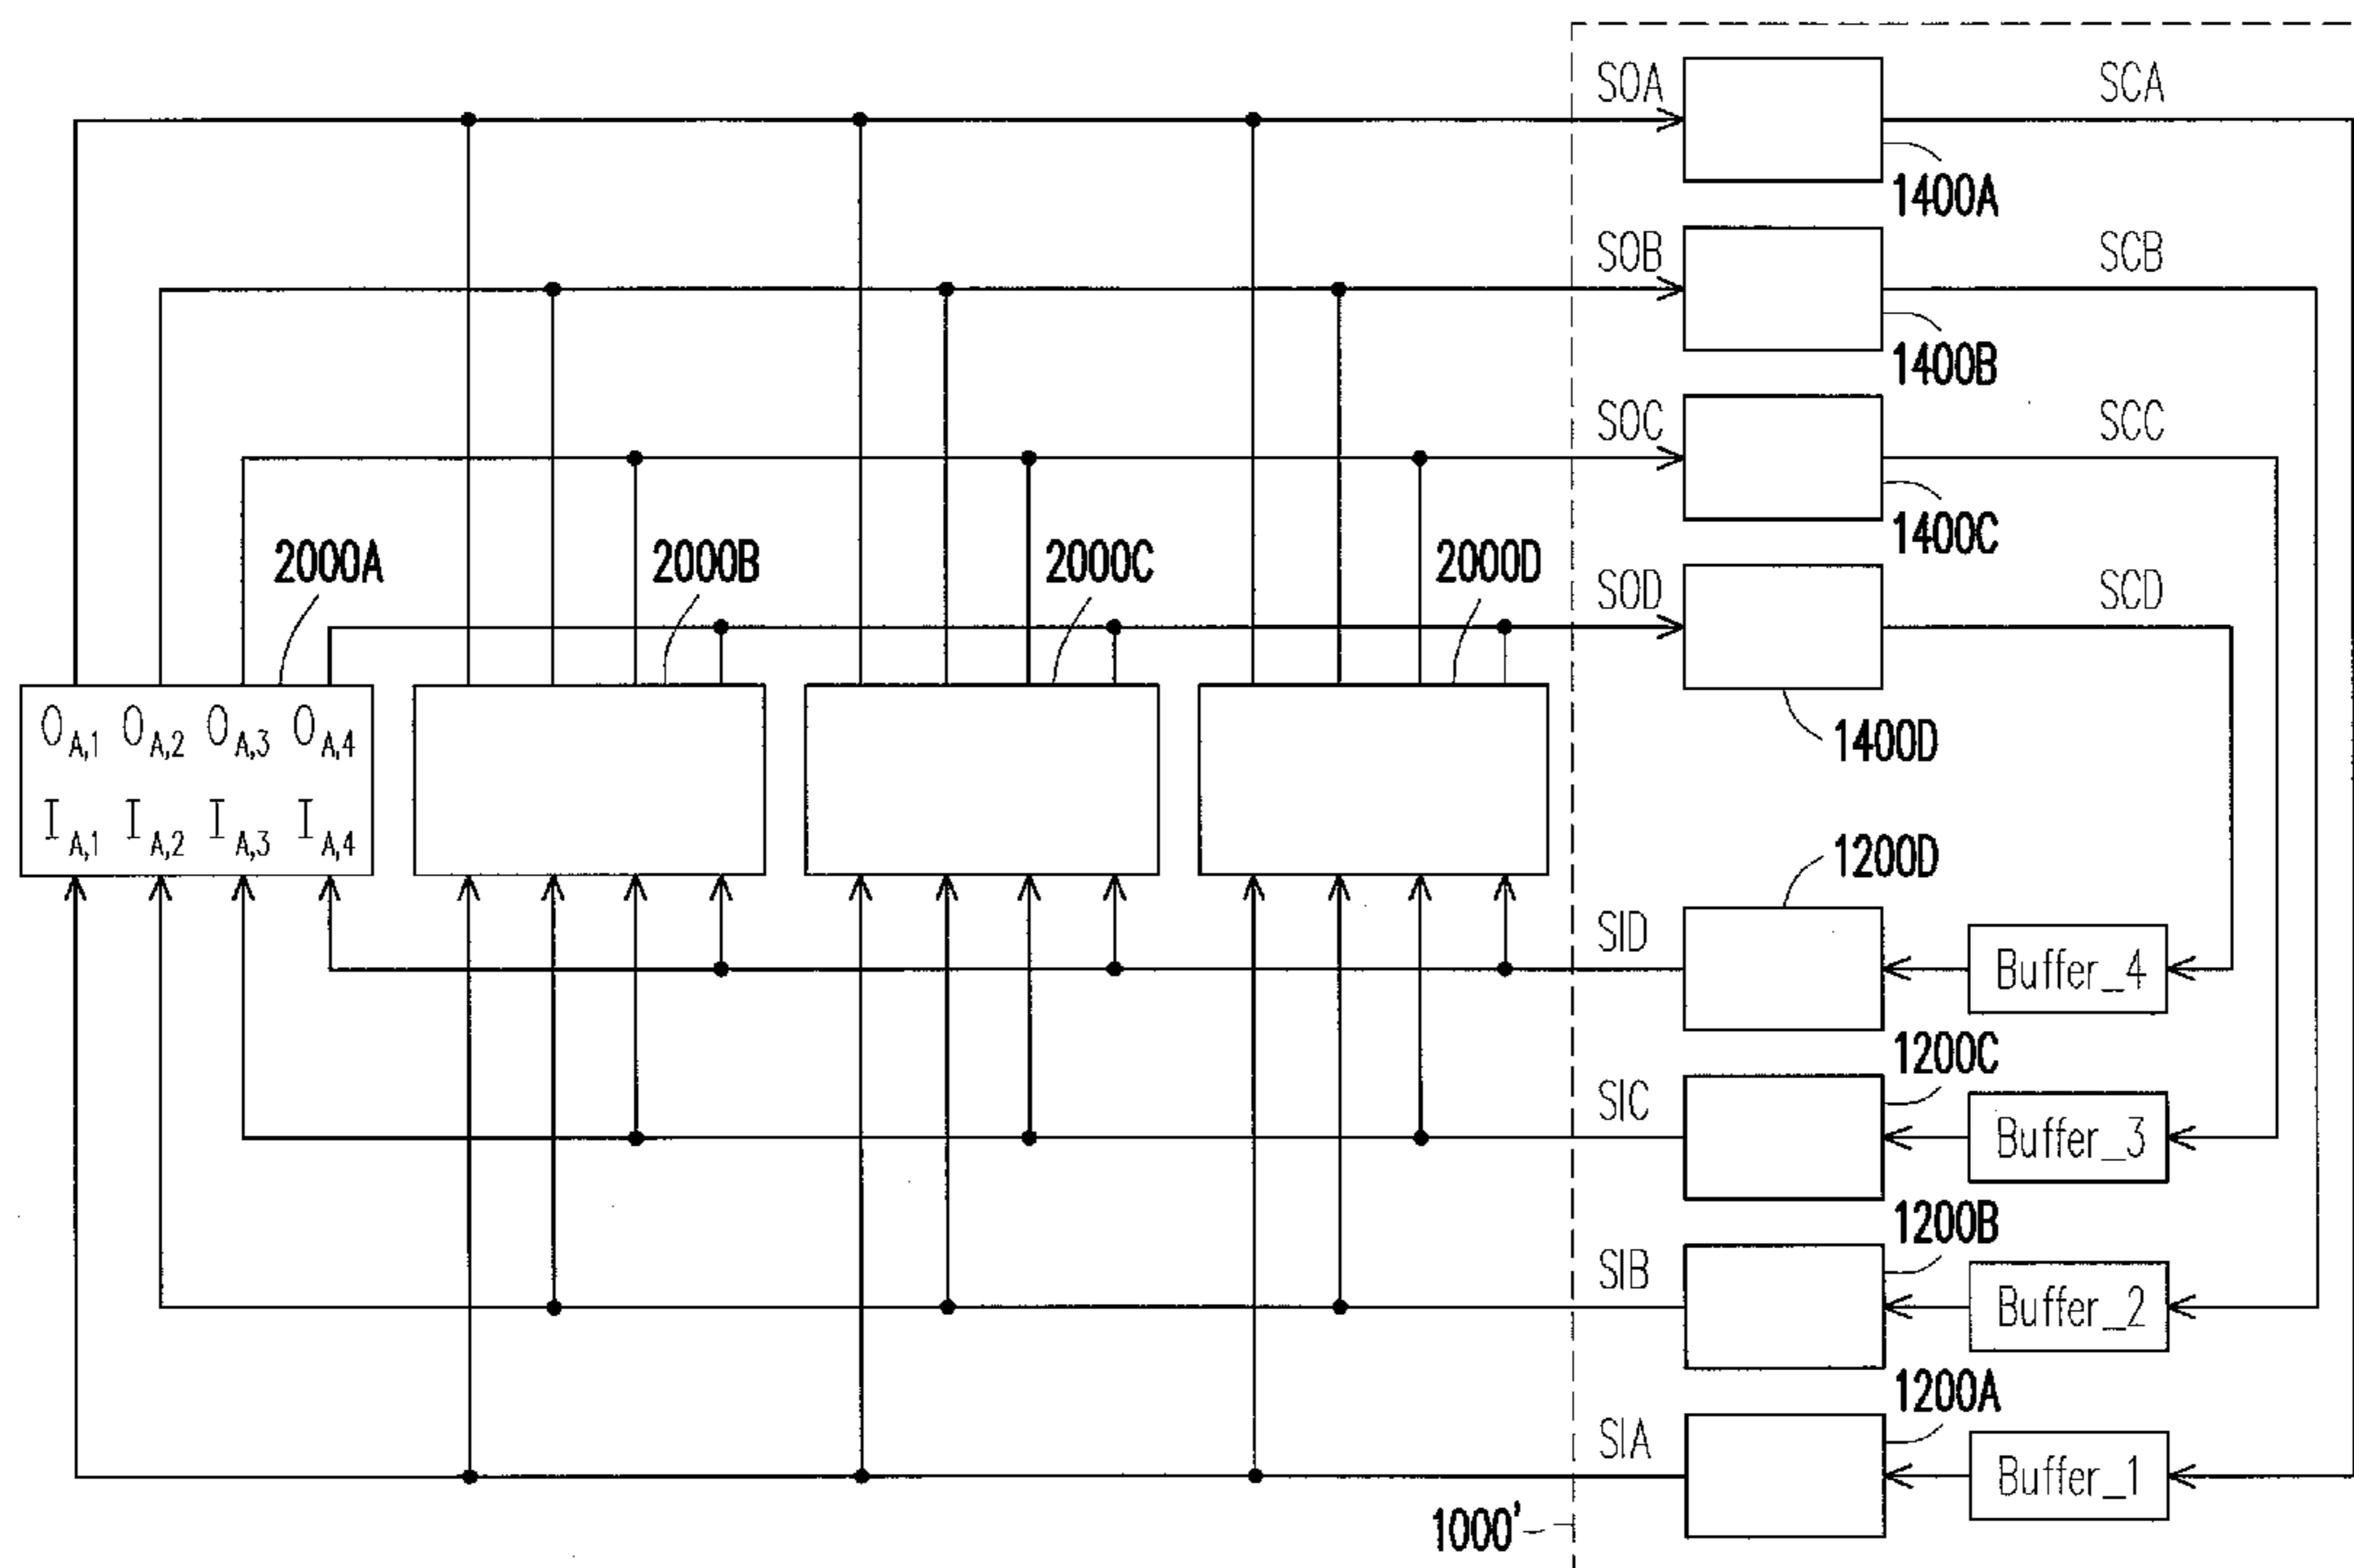 SOA
SCA
1400A
SOB
SCB
1400B
SOC
SCC
1400C
2000A
2000B
2000C
2000D
SOD
SCD
1400D
O A,1 O A,2 O A,3 O A,4
I A,1 I A,2 I A,3 I A,4
1200D
SID
Buffer_4
1200C
SIC
Buffer_3
1200B
SIB
Buffer_2
1200A
SIA
Buffer_1
1000'